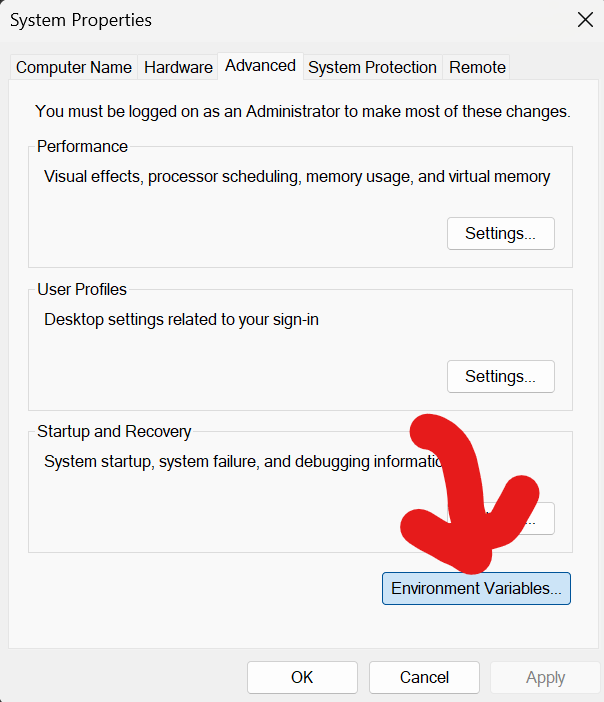 System Properties
Computer Name
Hardware
Advanced
System Protection
Remote
You must be logged on as an Administrator to make most of these changes.
Performance
Visual effects, processor scheduling, memory usage, and virtual memory
Settings...
User Profiles
Desktop settings related to your sign-in
Settings...
Startup and Recovery
System startup, system failure, and debugging
Environment Variables...
OK
Cancel
Apply